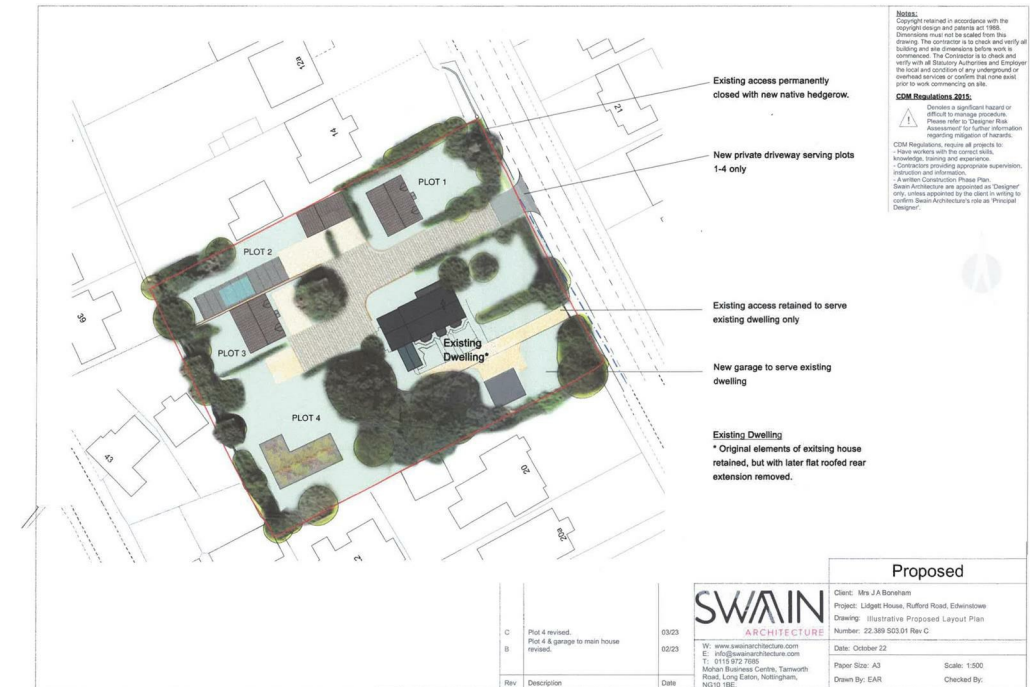 Notes:
Copyright retained in accordance with the
copyright design and patents act 1988.
Dimensions must not be scaled from this
drawing. The contractor is to check and verify all
building and site dimensions before work is
commenced. The Contractor is to check and
verify with all Statutory Authorities and Employer
the local and condition of any underground or
overhead services or confirm that none exist
prior to work commencing on site.
CDM Regulations 2015:
Denotes a significant hazard or
difficult to manage procedure.
Please refer to 'Designer Risk
Assessment' for further information
regarding mitigation of hazards.
CDM Regulations, require all projects to:
- Have workers with the correct skills,
knowledge, training and experience.
- Contractors providing appropriate supervision,
instruction and information.
- A written Construction Phase Plan.
Swain Architecture are appointed as 'Designer'
only, unless appointed by the client in writing to
confirm Swain Architecture's role as 'Principal
Designer'.
Existing access permanently
closed with new native hedgerow.
New private driveway serving plots
1-4 only
Existing access retained to serve
existing dwelling only
New garage to serve existing
dwelling
Existing Dwelling
* Original elements of exitsing house
retained, but with later flat roofed rear
extension removed.
12a
14
21
PLOT 1
PLOT 2
39
PLOT 3
Existing
Dwelling*
PLOT 4
43
20
20a
C Plot 4 revised. 03/23
Plot 4 & garage to main house
B revised. 02/23
Rev Description Date
SWAIN
ARCHITECTURE
W: www.swainarchitecture.com
E: info@swainarchitecture.com
T: 0115 972 7685
Mohan Business Centre, Tamworth
Road, Long Eaton, Nottingham,
NG10 1BE.
Proposed
Client: Mrs J A Bonsham
Project: Lidgett House, Rufford Road, Edwinstowe
Drawing: Illustrative Proposed Layout Plan
Number: 22.389 S03.01 Rev C
Date: October 22
Paper Size: A3 Scale: 1:500
Drawn By: EAR Checked By: